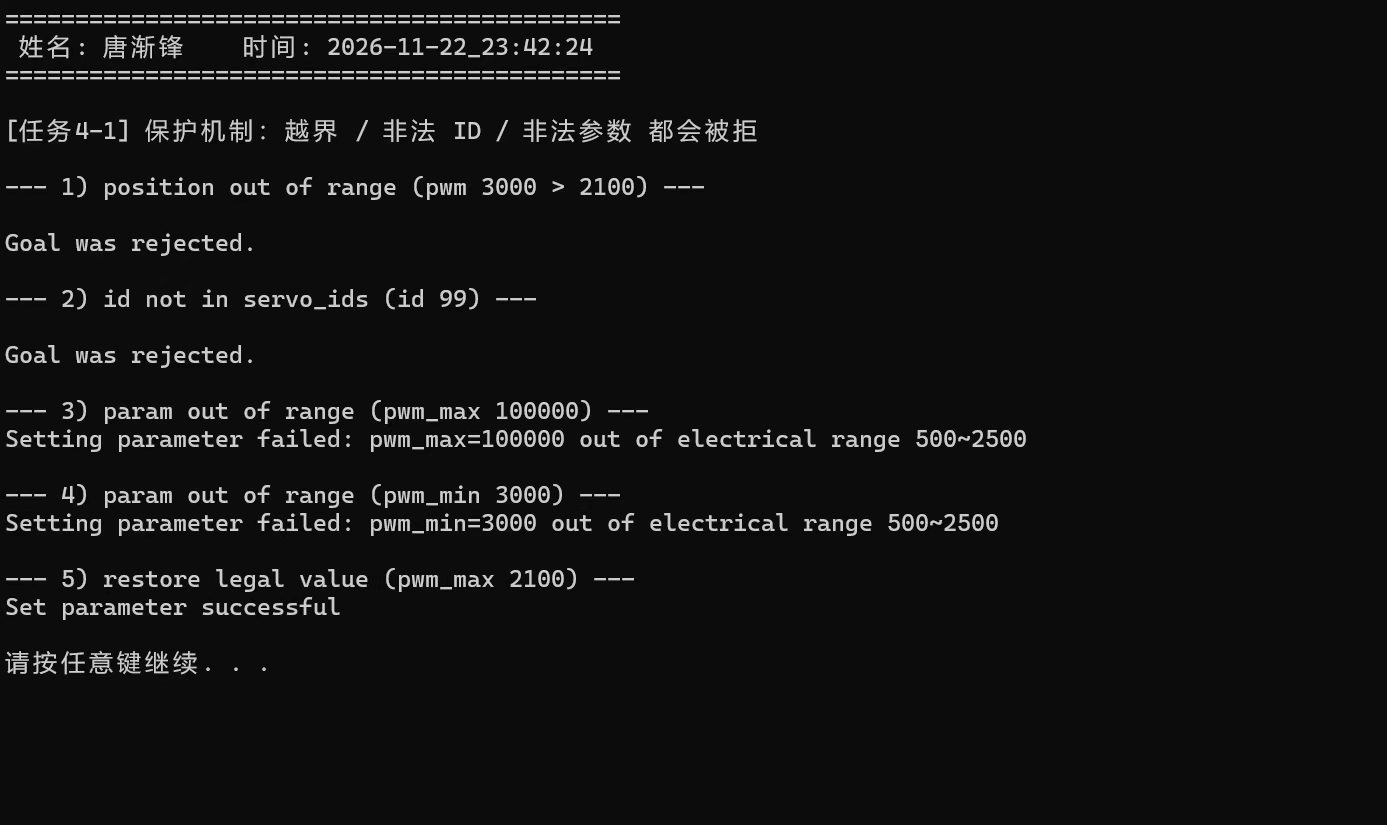 ============================================
姓名: 唐渐锋    时间: 2026-11-22_23:42:24
============================================
[任务4-1] 保护机制: 越界 / 非法 ID / 非法参数 都会被拒
--- 1) position out of range (pwm 3000 > 2100) ---
Goal was rejected.
--- 2) id not in servo_ids (id 99) ---
Goal was rejected.
--- 3) param out of range (pwm_max 100000) ---
Setting parameter failed: pwm_max=100000 out of electrical range 500~2500
--- 4) param out of range (pwm_min 3000) ---
Setting parameter failed: pwm_min=3000 out of electrical range 500~2500
--- 5) restore legal value (pwm_max 2100) ---
Set parameter successful
请按任意键继续. . .